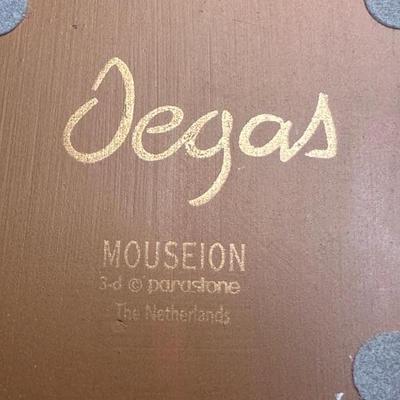 Degas
MOUSEION
3-d © parastone
The Netherlands